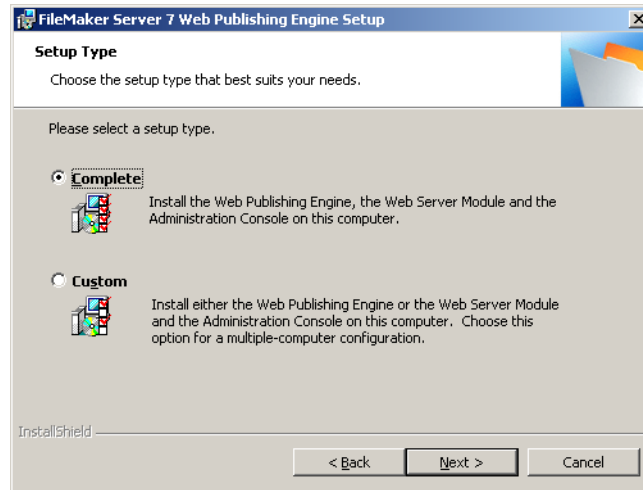 FileMaker Server 7 Web Publishing Engine Setup
Setup Type
Choose the setup type that best suits your needs.
Please select a setup type.
Complete
Install the Web Publishing Engine, the Web Server Module and the
Administration Console on this computer.
Custom
Install either the Web Publishing Engine or the Web Server Module
and the Administration Console on this computer.  Choose this
option for a multiple-computer configuration.
InstallShield
< Back
Next >
Cancel